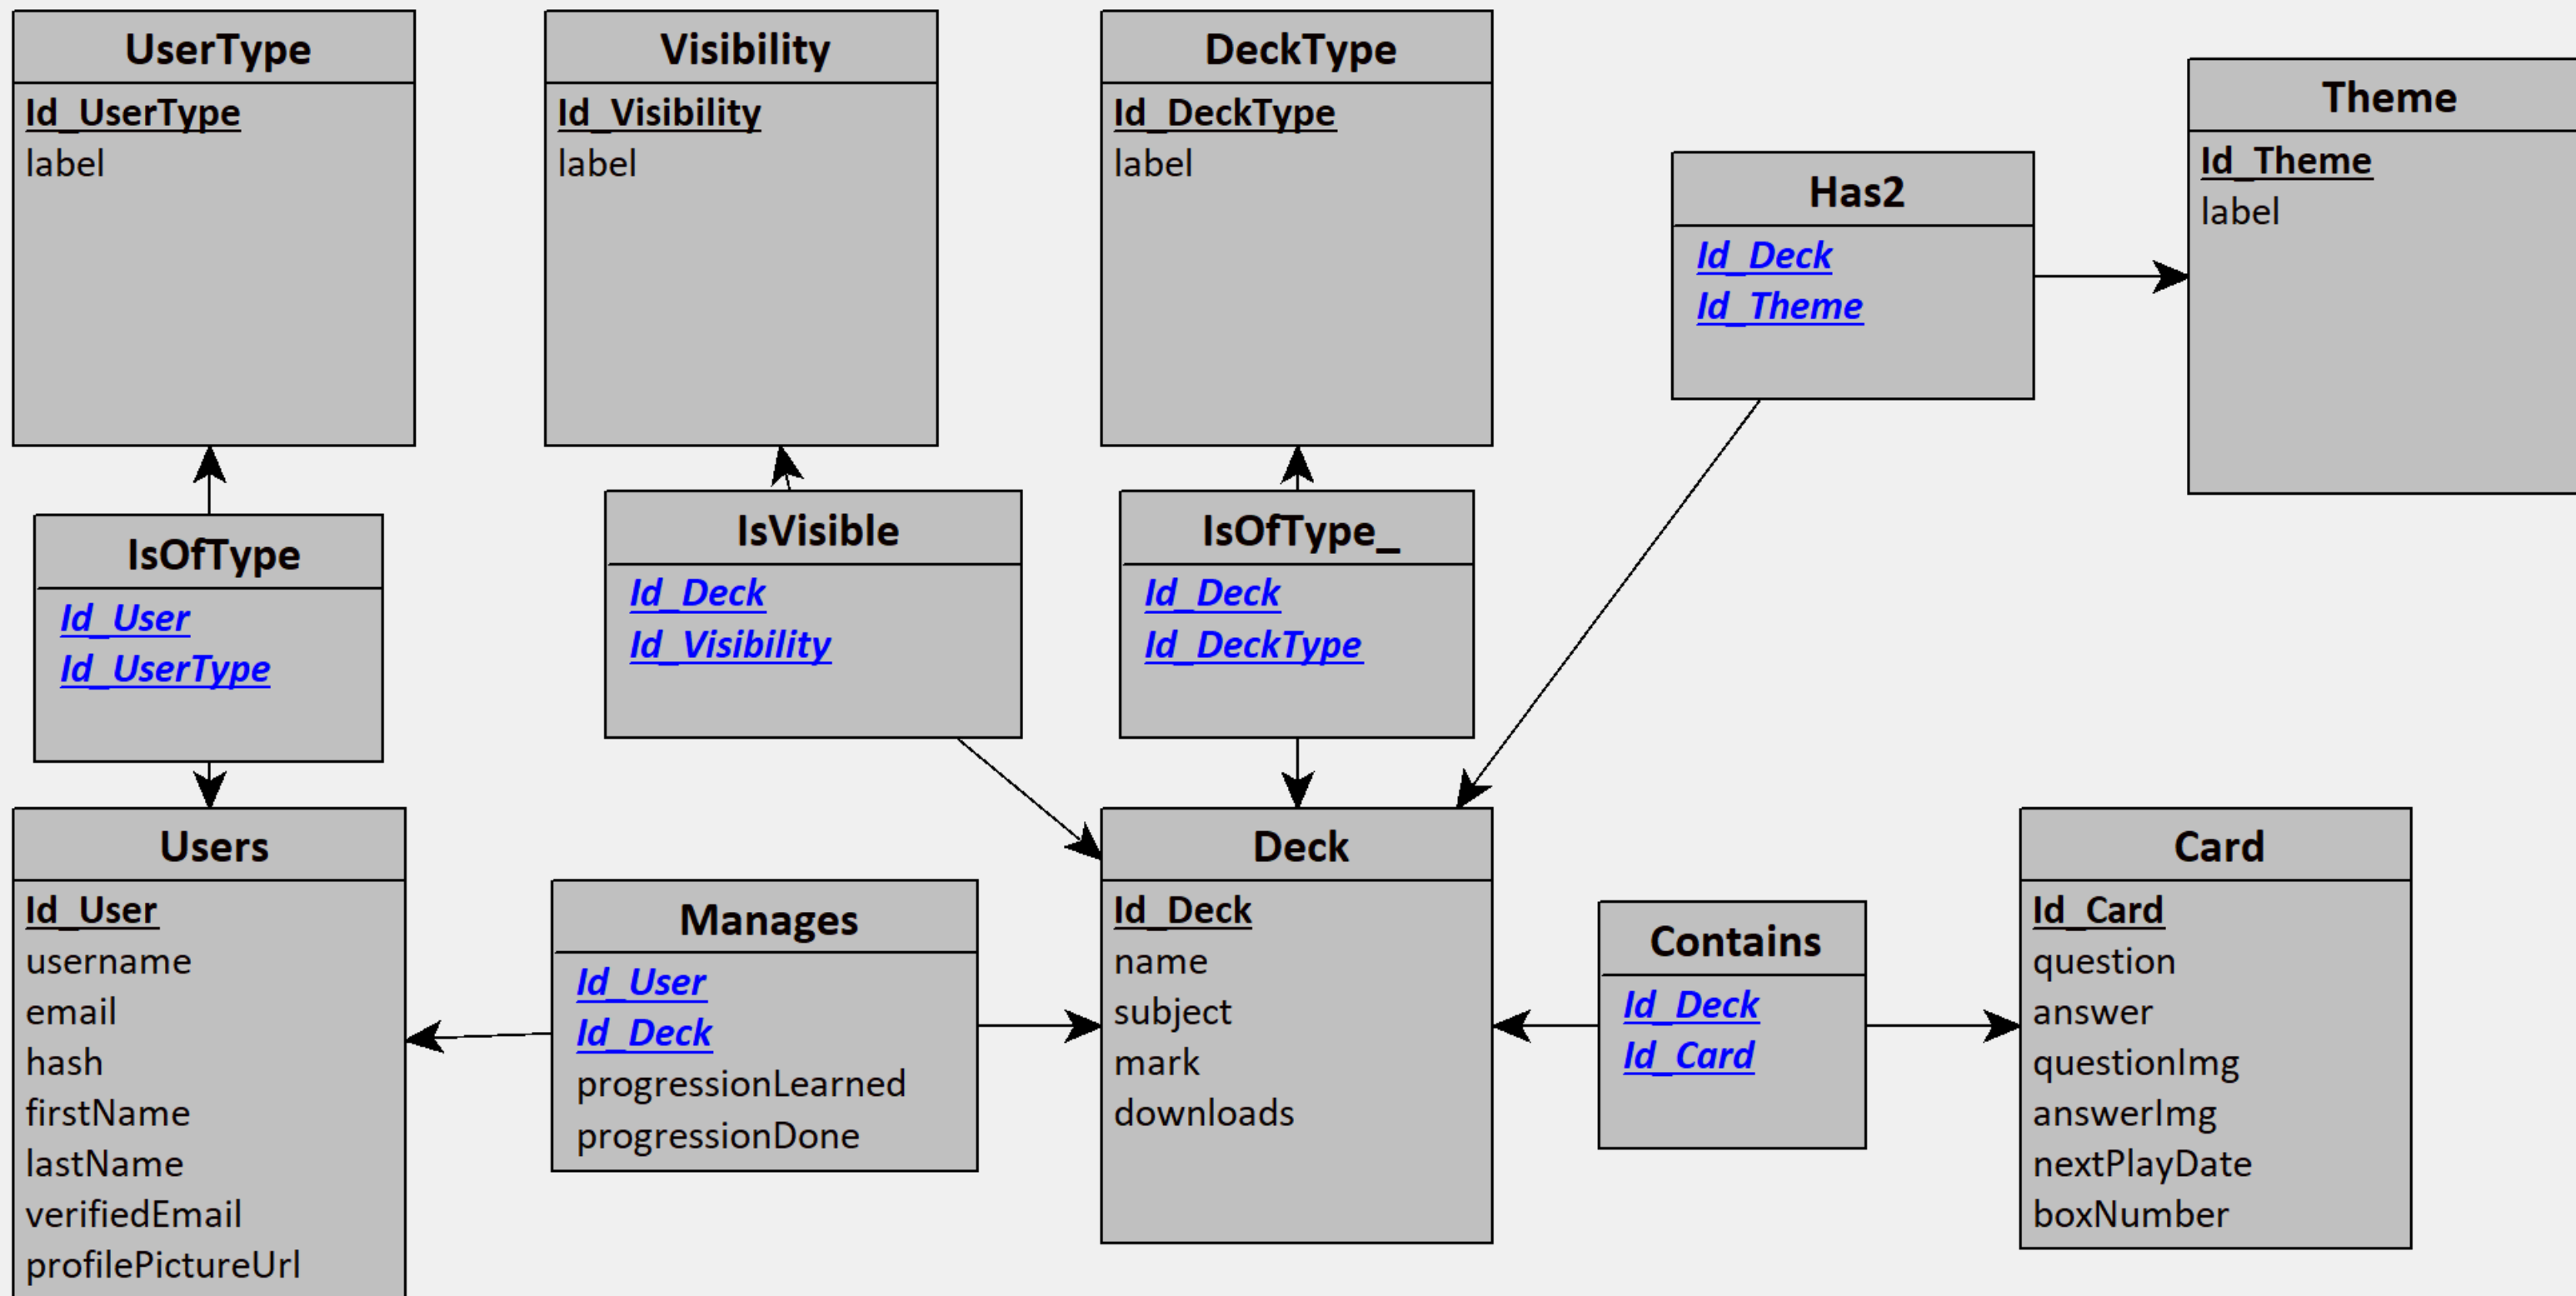 UserType
Id_UserType
label
Visibility
Id_Visibility
label
DeckType
Id_DeckType
label
Theme
Id_Theme
label
Has2
Id_Deck
Id_Theme
IsOfType
Id_User
Id_UserType
IsVisible
Id_Deck
Id_Visibility
IsOfType_
Id_Deck
Id_DeckType
Users
Id_User
username
email
hash
firstName
lastName
verifiedEmail
profilePictureUrl
Manages
Id_User
Id_Deck
progressionLearned
progressionDone
Deck
Id_Deck
name
subject
mark
downloads
Contains
Id_Deck
Id_Card
Card
Id_Card
question
answer
questionImg
answerImg
nextPlayDate
boxNumber